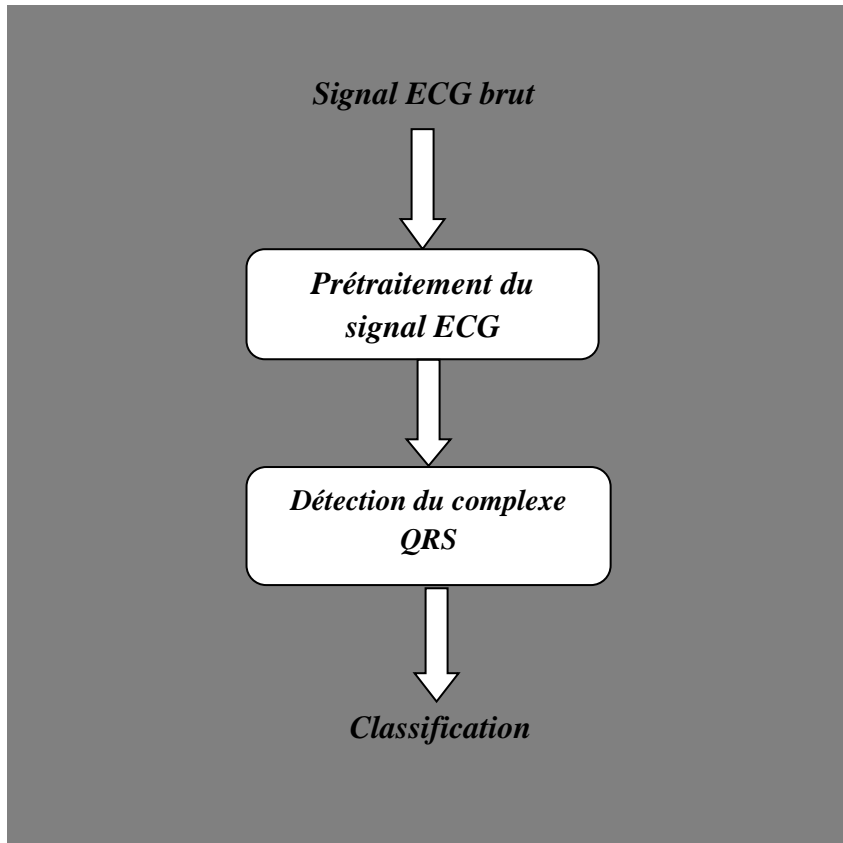 Signal ECG brut
Prétraitement du
signal ECG
Détection du complexe
QRS
Classification